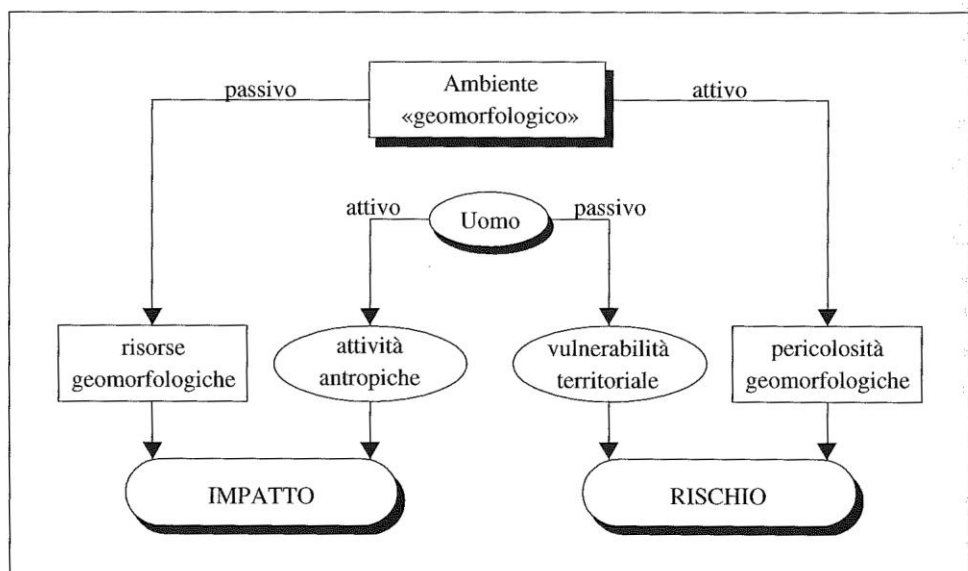 Ambiente
«geomorfologico»
passivo
attivo
Uomo
attivo
passivo
risorse
geomorfologiche
attività
antropiche
vulnerabilità
territoriale
pericolosità
geomorfologiche
IMPATTO
RISCHIO